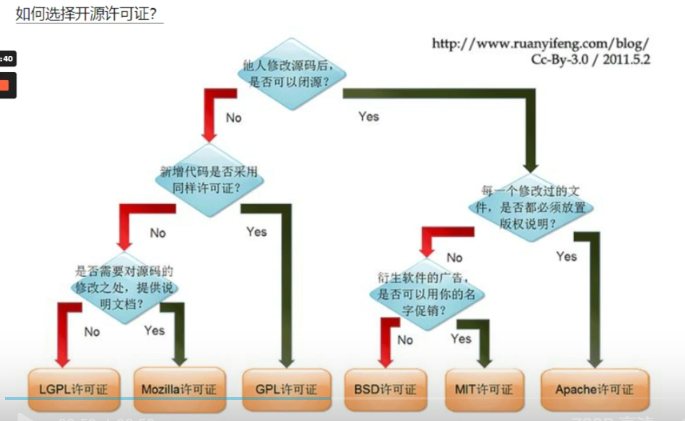 如何选择开源许可证?
http://www.ruanyifeng.com/blog/
Cc-By-3.0 / 2011.5.2
:40
他人修改源码后,
是否可以闭源?
No
Yes
新增代码是否采用
同样许可证?
每一个修改过的文
件,是否都必须放置
版权说明?
No
Yes
No
Yes
是否需要对源码的
修改之处,提供说
明文档?
衍生软件的广告,
是否可以用你的名
字促销?
No
Yes
No
Yes
LGPL许可证
Mozilla许可证
GPL许可证
BSD许可证
MIT许可证
Apache许可证